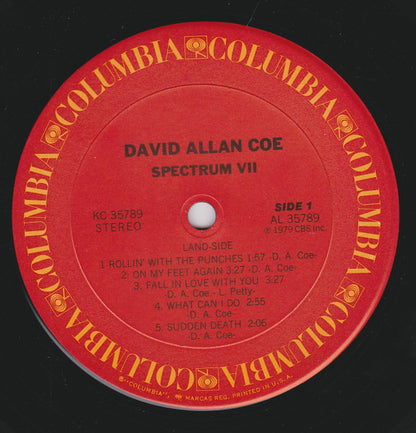 COLUMBIA COLUMBIA COLUMBIA COLUMBIA COLUMBIA COLUMBIA
DAVID ALLAN COE
SPECTRUM VII
KC 35789
STEREO
SIDE 1
AL 35789
℗ 1979 CBS Inc.
LAND-SIDE
1 ROLLIN' WITH THE PUNCHES 1:57 -D. A. Coe-
2: ON MY FEET AGAIN 3:27 -D. A. Coe-
3. FALL IN LOVE WITH YOU 3:27
-D. A. Coe - L. Petty-
4. WHAT CAN I DO 2:55
-D. A. Coe-
5. SUDDEN DEATH 2:06
-D. A. Coe-
®"COLUMBIA", MARCAS REG. PRINTED IN U.S.A.